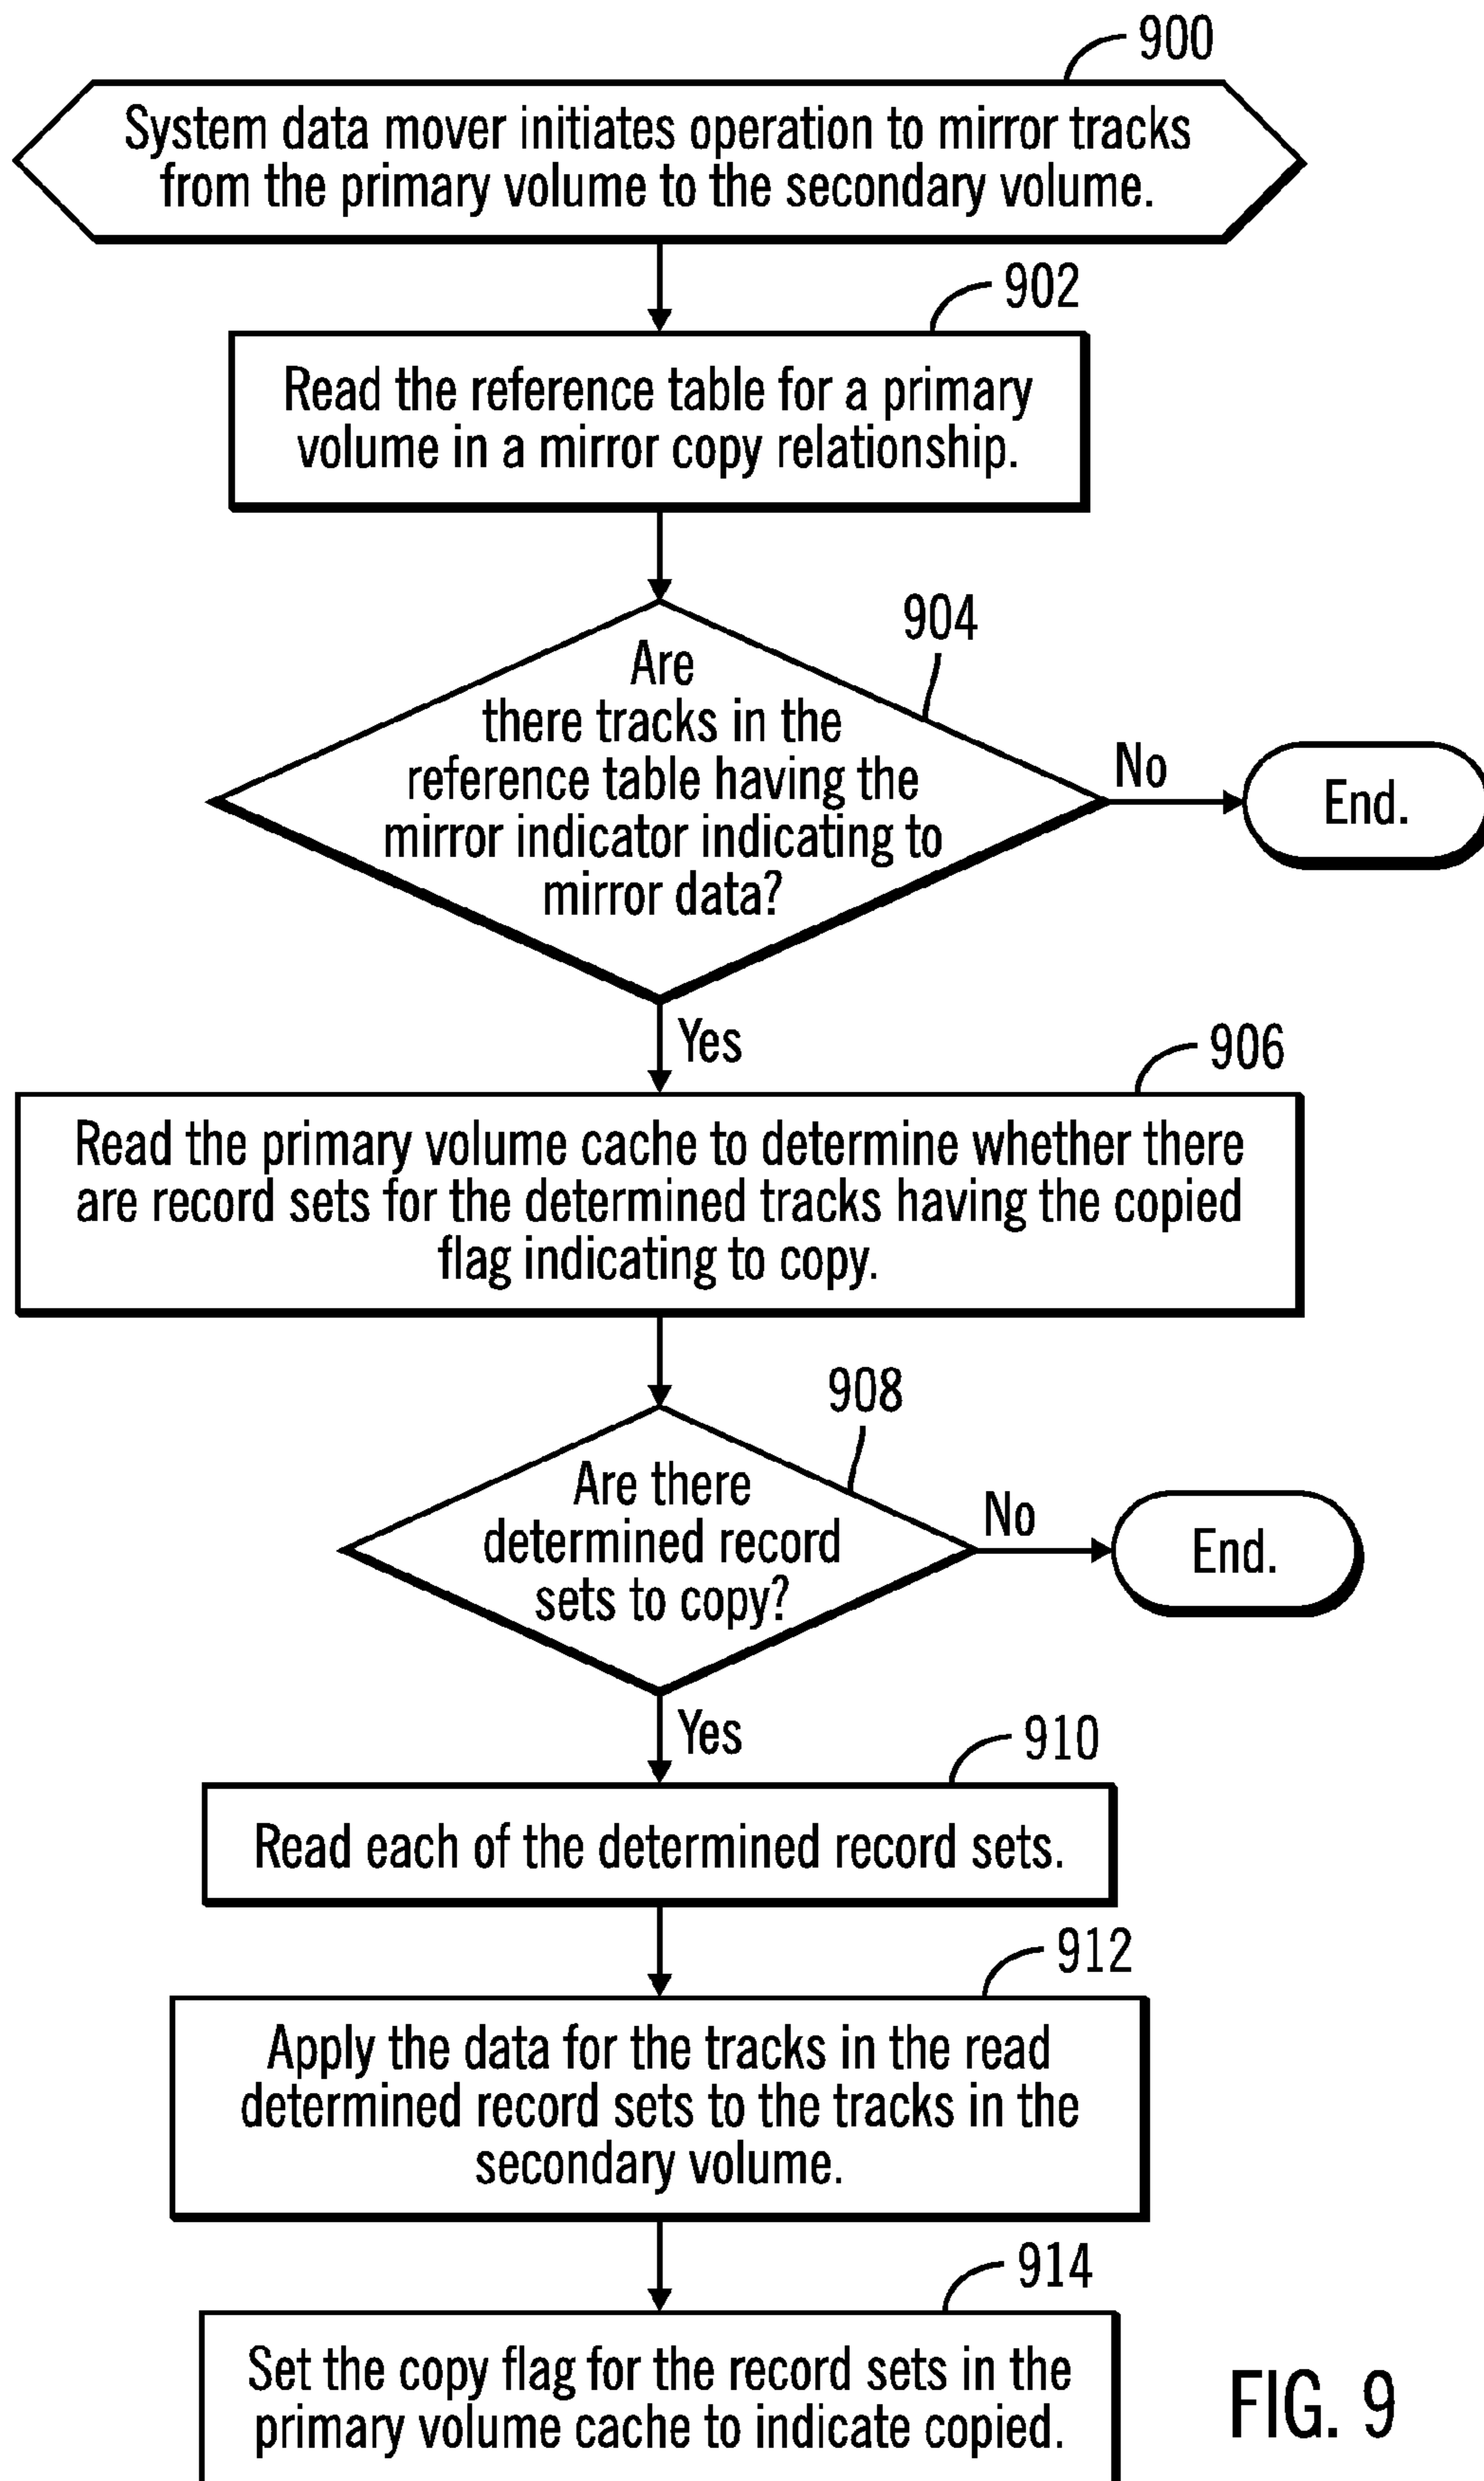 900
System data mover initiates operation to mirror tracks
from the primary volume to the secondary volume.
902
Read the reference table for a primary
volume in a mirror copy relationship.
904
Are
there tracks in the
reference table having the
mirror indicator indicating to
mirror data?
No
End.
Yes
906
Read the primary volume cache to determine whether there
are record sets for the determined tracks having the copied
flag indicating to copy.
908
Are there
determined record
sets to copy?
No
End.
Yes
910
Read each of the determined record sets.
912
Apply the data for the tracks in the read
determined record sets to the tracks in the
secondary volume.
914
Set the copy flag for the record sets in the
primary volume cache to indicate copied.
FIG. 9